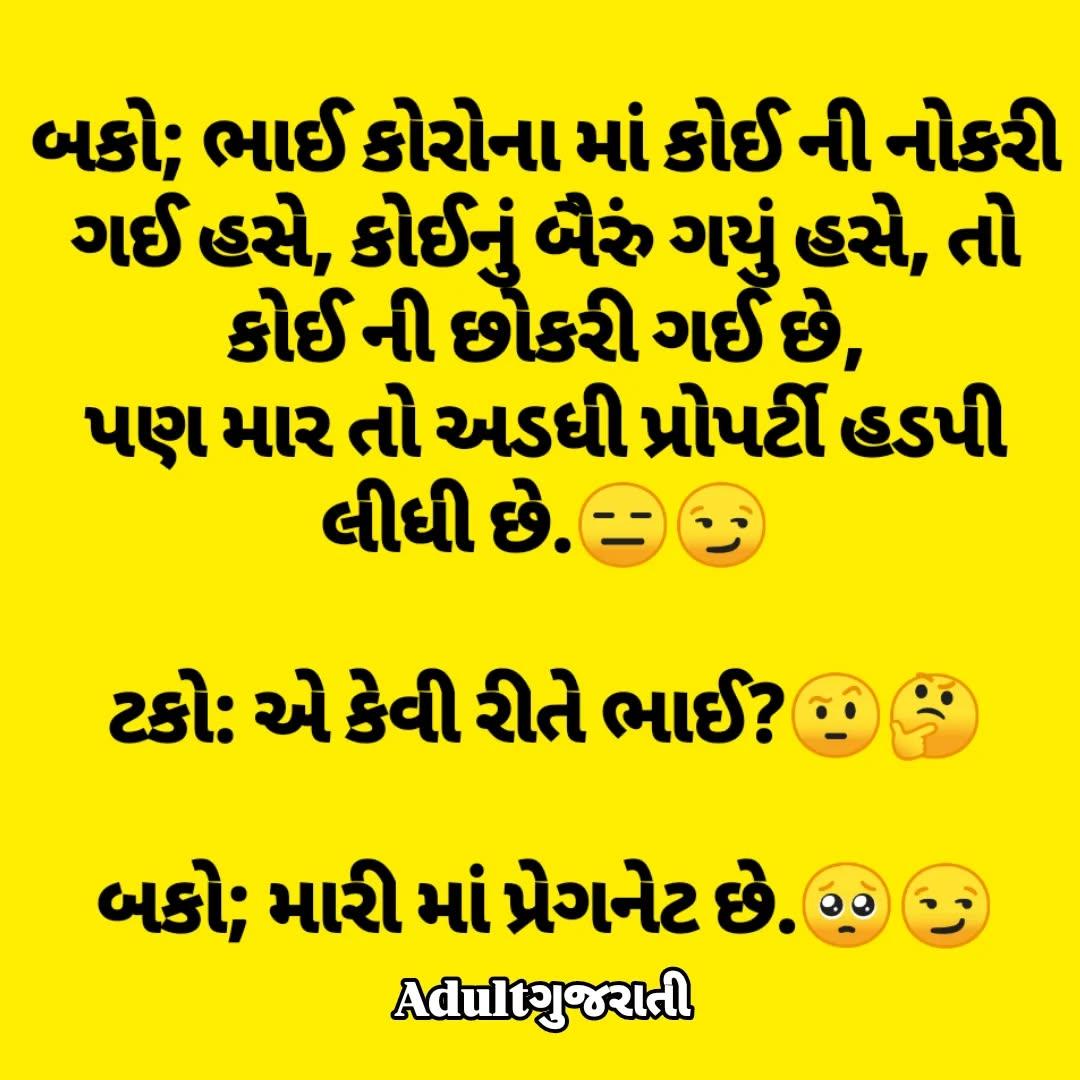 બકો; ભાઈ કોરોના માં કોઈ ની નોકરી
ગઈ હસે, કોઈનું બૈરું ગયું હસે, તો
કોઈ ની છોકરી ગઈ છે,
પણ માર તો અડધી પ્રોપર્ટી હડપી
લીધી છે.😑😏
ટકો: એ કેવી રીતે ભાઈ?🤨🤔
બકો; મારી માં પ્રેગનેટ છે.🥺😏
Adultગુજરાતી